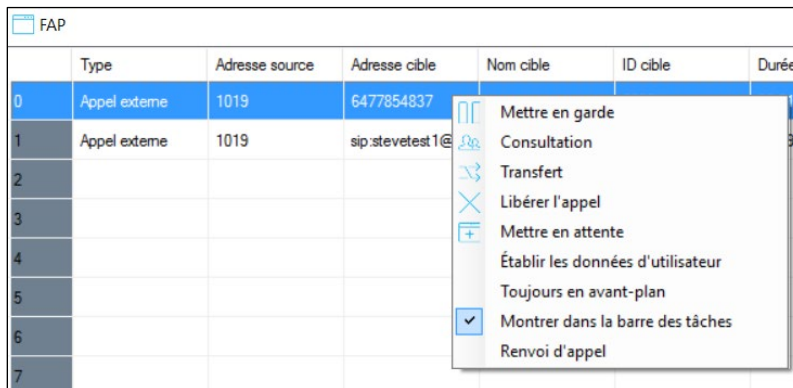 FAP
Type Adresse source Adresse cible Nom cible ID cible Durée
0 Appel externe 1019 6477854837
1 Appel externe 1019 sip:stevetest1@
2
3
4
5
6
7
Mettre en garde
Consultation
Transfert
Libérer l'appel
Mettre en attente
Établir les données d'utilisateur
Toujours en avant-plan
Montrer dans la barre des tâches
Renvoi d'appel